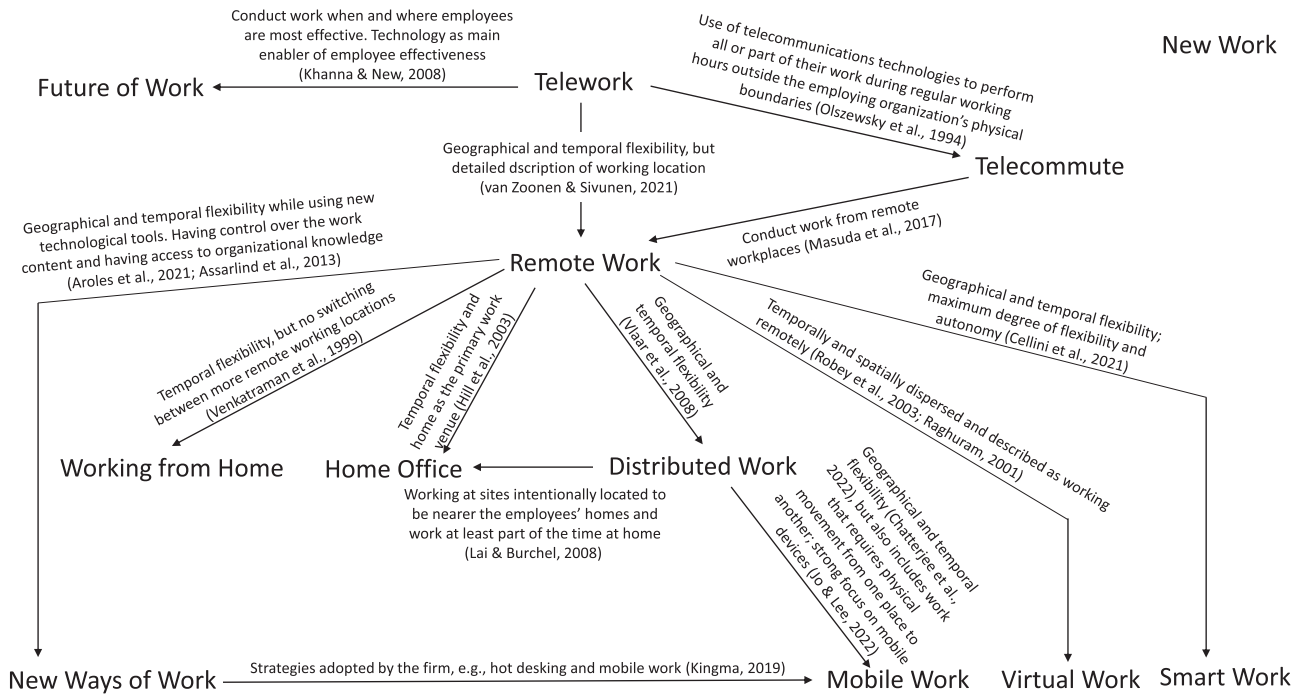 Conduct work when and where employees
are most effective. Technology as main
enabler of employee effectiveness
(Khanna & New, 2008)
Future of Work
Telework
Use of telecommunications technologies to perform
all or part of their work during regular working
hours outside the employing organization's physical
boundaries (Olszewsky et al., 1994)
New Work
Geographical and temporal flexibility, but
detailed dscription of working location
(van Zoonen & Sivunen, 2021)
Telecommute
Conduct work from remote
workplaces (Masuda et al., 2017)
Geographical and temporal flexibility while using new
technological tools. Having control over the work
content and having access to organizational knowledge
(Aroles et al., 2021; Assarlind et al., 2013)
Remote Work
Temporal flexibility, but no switching
between more remote working locations
(Venkatraman et al., 1999)
Temporal flexibility and
home as the primary work
venue (Hill et al., 2003)
Geographical and
temporal flexibility
(Vlaar et al., 2008)
Temporally and spatially dispersed and described as working
remotely (Robey et al., 2003; Raghuram, 2001)
Geographical and temporal flexibility;
maximum degree of flexibility and
autonomy (Cellini et al., 2021)
Working from Home
Home Office
Distributed Work
Working at sites intentionally located to
be nearer the employees' homes and
work at least part of the time at home
(Lai & Burchel, 2008)
Geographical and temporal
flexibility (Chatterjee et al.,
2022), but also includes work
that requires physical
movement from one place to
another; strong focus on mobile
devices (Jo & Lee, 2022)
New Ways of Work
Strategies adopted by the firm, e.g., hot desking and mobile work (Kingma, 2019)
Mobile Work
Virtual Work
Smart Work